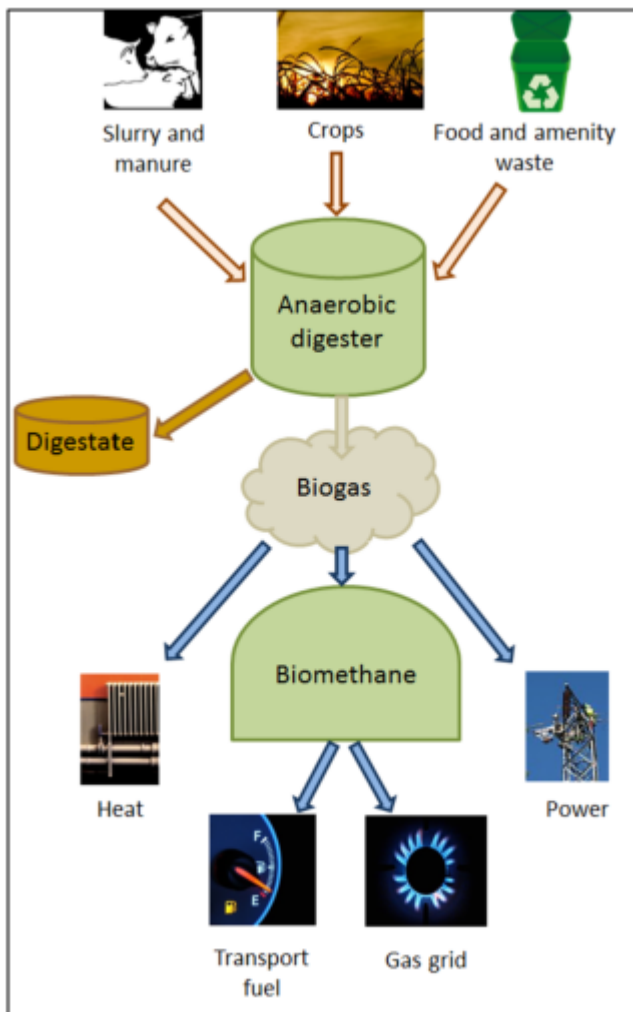 Slurry and
manure
Crops
Food and amenity
waste
Anaerobic
digester
Digestate
Biogas
Biomethane
Heat
Power
F
E
Transport
fuel
Gas grid